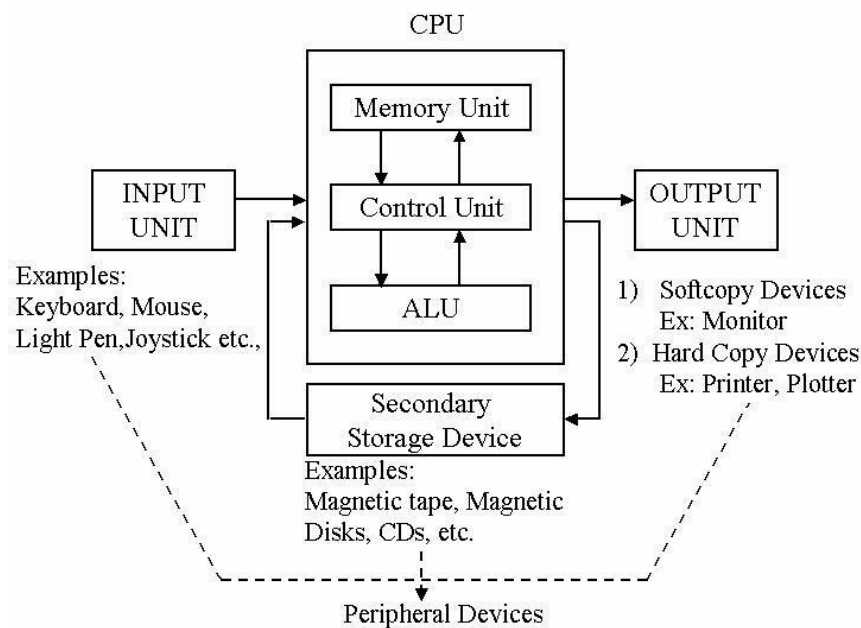 CPU
Memory Unit
Control Unit
ALU
INPUT
UNIT
Examples:
Keyboard, Mouse,
Light Pen,Joystick etc.,
OUTPUT
UNIT
1) Softcopy Devices
Ex: Monitor
2) Hard Copy Devices
Ex: Printer, Plotter
Secondary
Storage Device
Examples:
Magnetic tape, Magnetic
Disks, CDs, etc.
Peripheral Devices